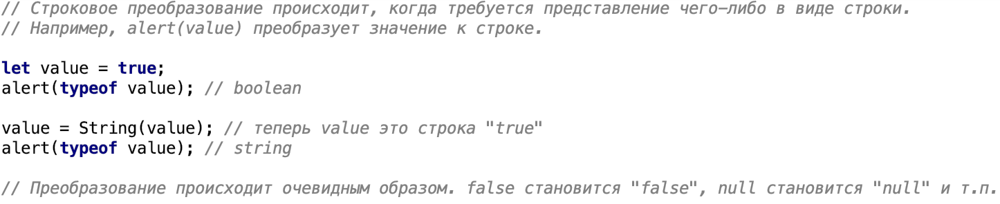 // Строковое преобразование происходит, когда требуется представление чего-либо в виде строки.
// Например, alert(value) преобразует значение к строке.
let value = true;
alert(typeof value); // boolean
value = String(value); // теперь value это строка "true"
alert(typeof value); // string
// Преобразование происходит очевидным образом. false становится "false", null становится "null" и т.п.